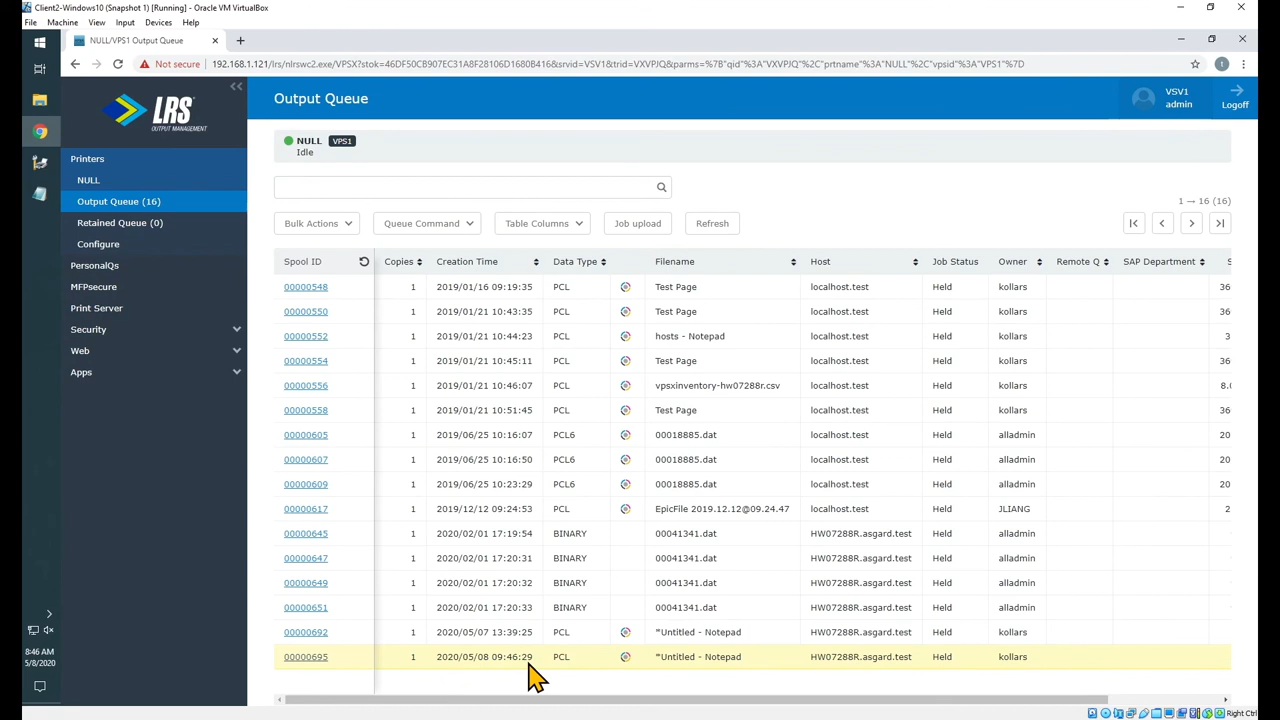 Client2-Windows10 (Snapshot 1) [Running] - Oracle VM VirtualBox
File Machine View Input Devices Help
NULL/VPS1 Output Queue
Not secure 192.168.1.121/lrs/nlrswc2.exe/VPSX?stok=46DF50CB907EC31A8F28106D1680B416&srvid=VSV1&trid=VXVPJQ&parms=%7B"qid"%3A"VXVPJQ"%2C"prtname"%3A"NULL"%2C"vpsid"%3A"VPS1"%7D
LRS
OUTPUT MANAGEMENT
Output Queue
VSV1
admin
Logoff
Printers
NULL
Output Queue (16)
Retained Queue (0)
Configure
PersonalQs
MFPsecure
Print Server
Security
Web
Apps
NULL VPS1
Idle
1 → 16 (16)
Bulk Actions Queue Command Table Columns Job upload Refresh
Spool ID Copies Creation Time Data Type Filename Host Job Status Owner Remote Q SAP Department S
00000548 1 2019/01/16 09:19:35 PCL Test Page localhost.test Held kollars 36
00000550 1 2019/01/21 10:43:35 PCL Test Page localhost.test Held kollars 36
00000552 1 2019/01/21 10:44:23 PCL hosts - Notepad localhost.test Held kollars 3
00000554 1 2019/01/21 10:45:11 PCL Test Page localhost.test Held kollars 36
00000556 1 2019/01/21 10:46:07 PCL vpsxinventory-hw07288r.csv localhost.test Held kollars 8.0
00000558 1 2019/01/21 10:51:45 PCL Test Page localhost.test Held kollars 36
00000605 1 2019/06/25 10:16:07 PCL6 00018885.dat localhost.test Held alladmin 20
00000607 1 2019/06/25 10:16:50 PCL6 00018885.dat localhost.test Held alladmin 20
00000609 1 2019/06/25 10:23:29 PCL6 00018885.dat localhost.test Held alladmin 20
00000617 1 2019/12/12 09:24:53 PCL EpicFile 2019.12.12@09.24.47 localhost.test Held JLIANG 2
00000645 1 2020/02/01 17:19:54 BINARY 00041341.dat HW07288R.asgard.test Held alladmin
00000647 1 2020/02/01 17:20:32 BINARY 00041341.dat HW07288R.asgard.test Held alladmin
00000649 1 2020/02/01 17:20:32 BINARY 00041341.dat HW07288R.asgard.test Held alladmin
00000651 1 2020/02/01 17:20:33 BINARY 00041341.dat HW07288R.asgard.test Held alladmin
00000692 1 2020/05/07 13:39:25 PCL *Untitled - Notepad HW07288R.asgard.test Held kollars
00000695 1 2020/05/08 09:46:29 PCL *Untitled - Notepad HW07288R.asgard.test Held kollars
8:46 AM
5/8/2020
Right Ctrl